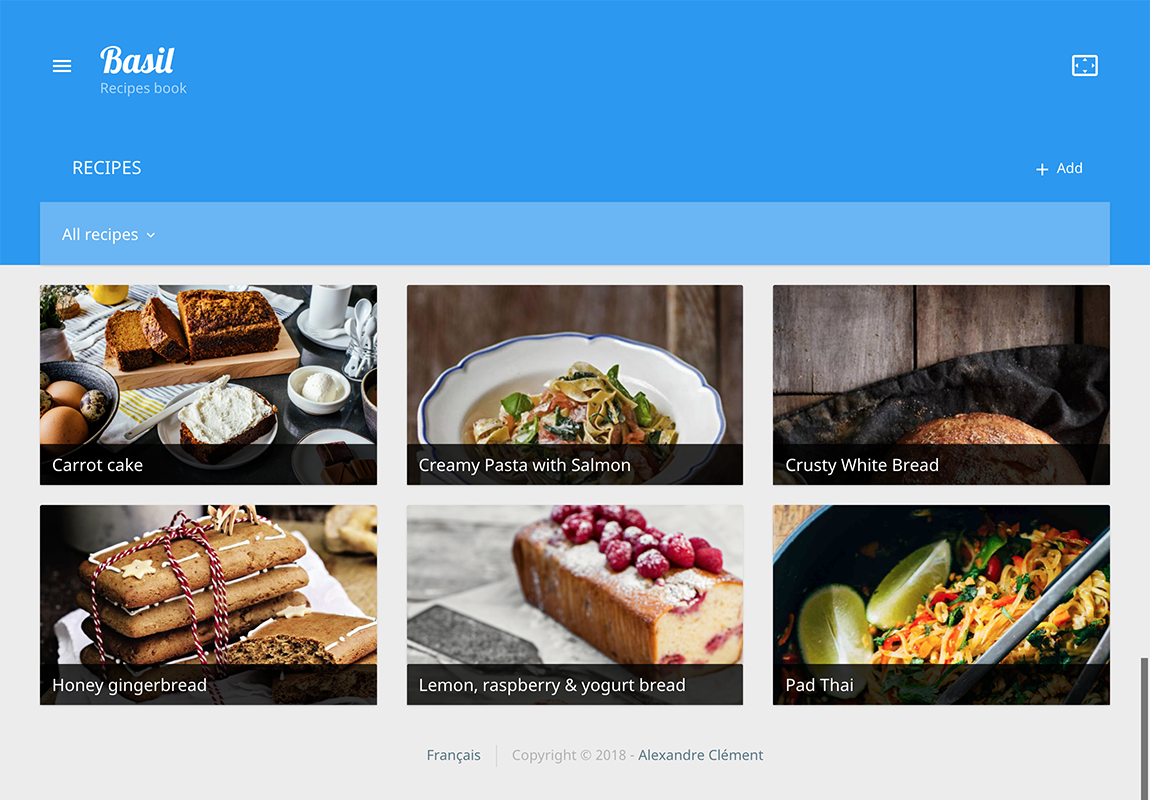 Basil
Recipes book
RECIPES
Add
All recipes
Carrot cake
Creamy Pasta with Salmon
Crusty White Bread
Honey gingerbread
Lemon, raspberry & yogurt bread
Pad Thai
Français
Copyright © 2018 - Alexandre Clément